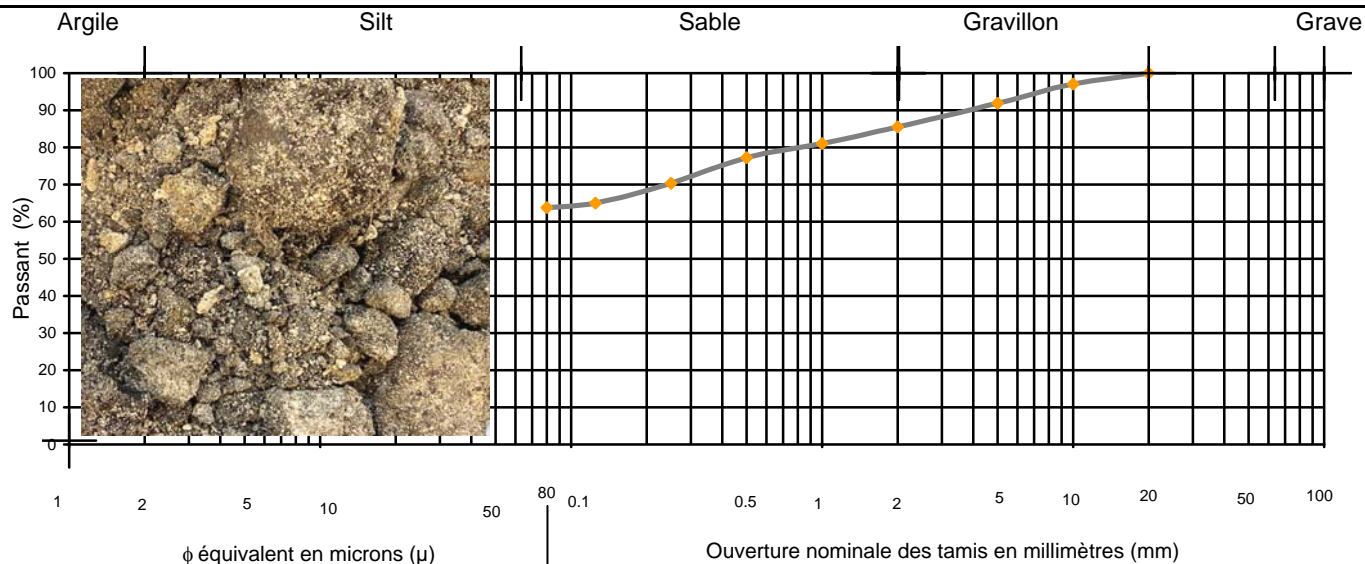 Argile Silt Sable Gravillon Grave
100
90
80
70
60
50
40
30
20
10
0
Passant (%)
1 2 5 10 50 80 0.1 0.5 1 2 5 10 20 50 100
ϕ équivalent en microns (µ) Ouverture nominale des tamis en millimètres (mm)